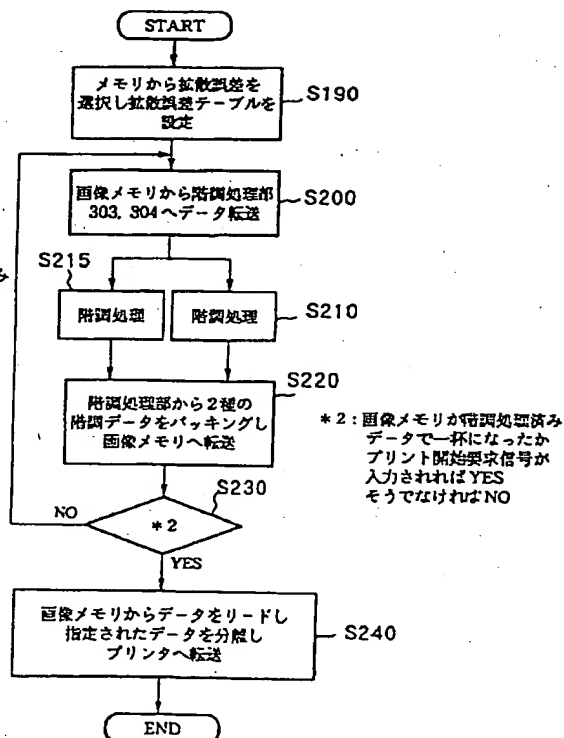 START
メモリから拡散誤差を
選択し拡散誤差テーブルを
設定
S190
画像メモリから階調処理部
303, 304へデータ転送
S200
み
S215
階調処理
階調処理
S210
S220
階調処理部から2種の
階調データをパッキングし
画像メモリへ転送
*2:画像メモリが階調処理済み
データで一杯になったか
プリント開始要求信号が
入力されればYES
そうでなければNO
S230
NO
*2
YES
画像メモリからデータをリードし
指定されたデータを分離し
プリンタへ転送
S240
END